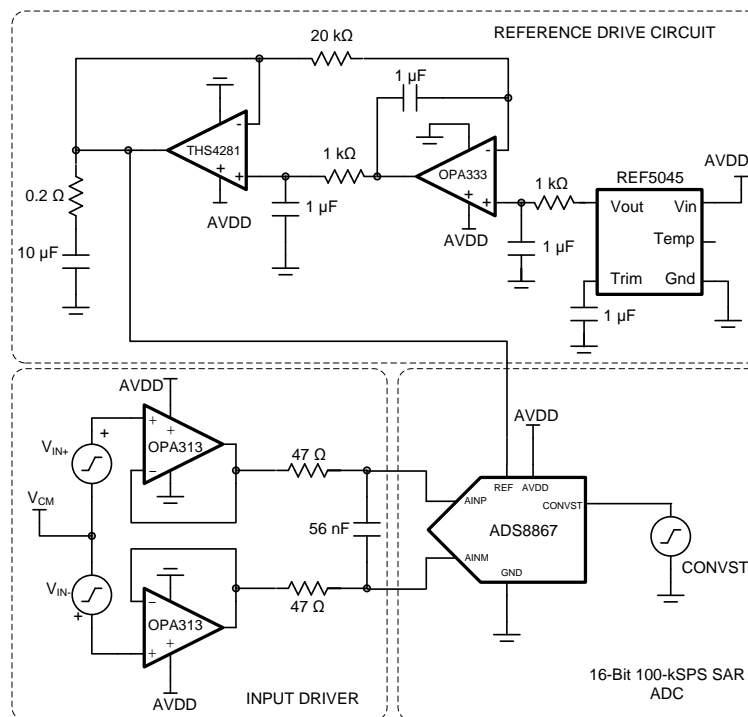 REFERENCE DRIVE CIRCUIT
20 kΩ
1 µF
-
THS4281
+
+
AVDD
1 kΩ
-
OPA333
+
+
AVDD
1 kΩ
REF5045
AVDD
Vout
Vin
Temp
Trim
Gnd
0.2 Ω
10 µF
1 µF
1 µF
1 µF
AVDD
VIN+
+
+
+
OPA313
−
47 Ω
VCM
56 nF
VIN-
+
−
OPA313
+
+
47 Ω
AVDD
INPUT DRIVER
AVDD
REF
AVDD
AINP
CONVST
ADS8867
AINM
GND
CONVST
16-Bit 100-kSPS SAR
ADC